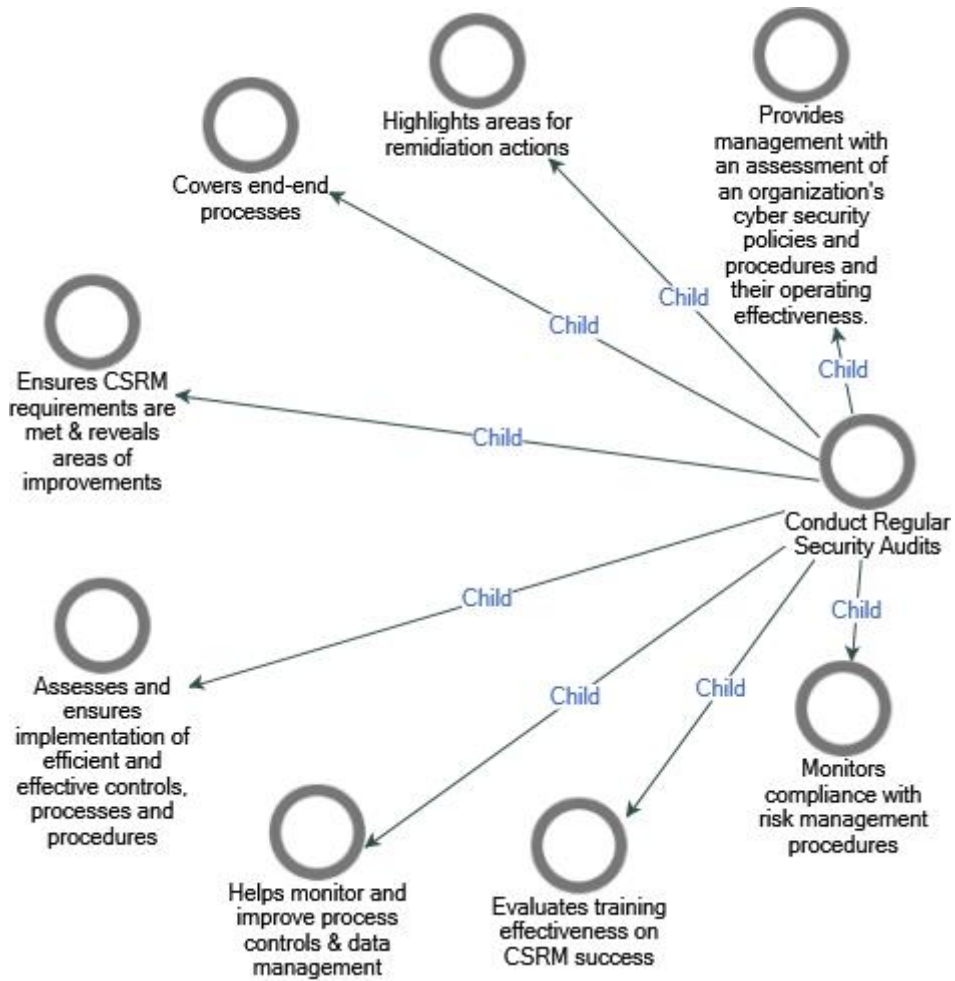 Highlights areas for
remidiation actions
Provides
management with
an assessment of
an organization's
cyber security
policies and
procedures and
their operating
effectiveness.
Covers end-end
processes
Child
Child
Child
Ensures CSRM
requirements are
met & reveals
areas of
improvements
Child
Conduct Regular
Security Audits
Child
Child
Child
Child
Assesses and
ensures
implementation of
efficient and
effective controls,
processes and
procedures
Monitors
compliance with
risk management
procedures
Helps monitor and
improve process
controls & data
management
Evaluates training
effectiveness on
CSRM success